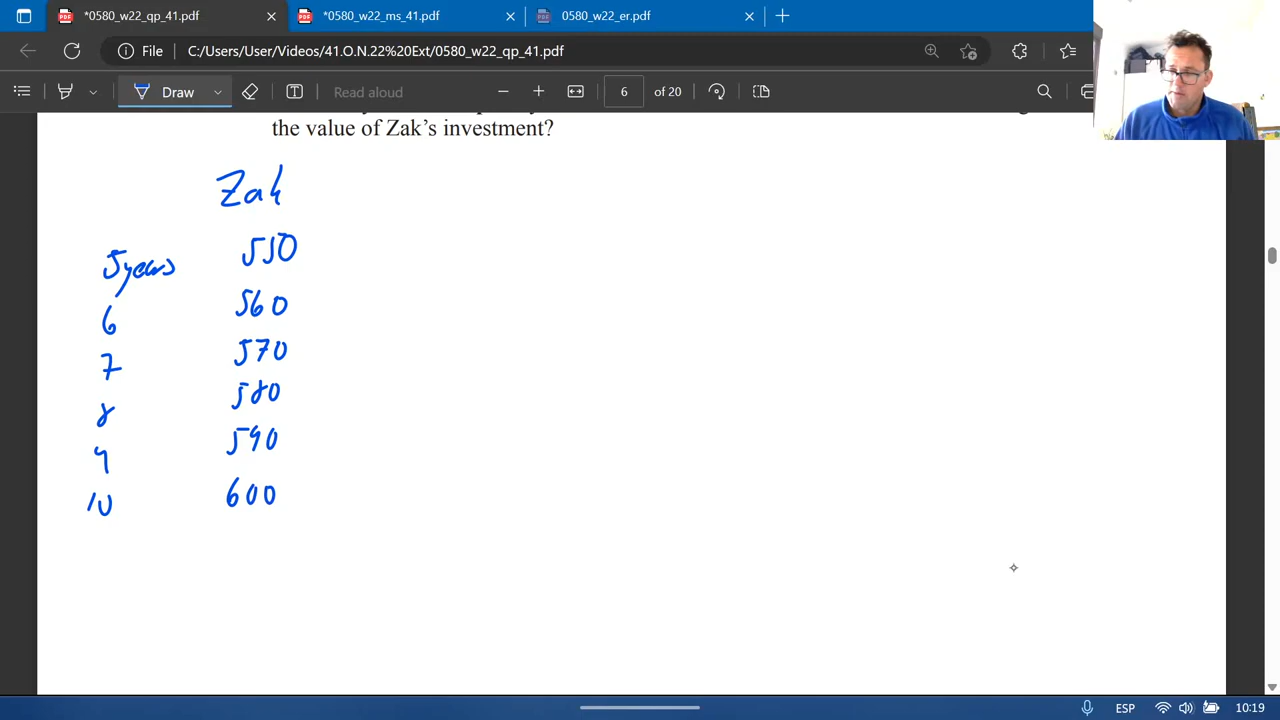 *0580_w22_qp_41.pdf
*0580_w22_ms_41.pdf
0580_w22_er.pdf
File
C:/Users/User/Videos/41.O.N.22%20Ext/0580_w22_qp_41.pdf
Draw
Read aloud
6
of 20
the value of Zak's investment?
Zak
5 years 550
6 560
7 570
8 580
9 590
10 600
ESP
10:19